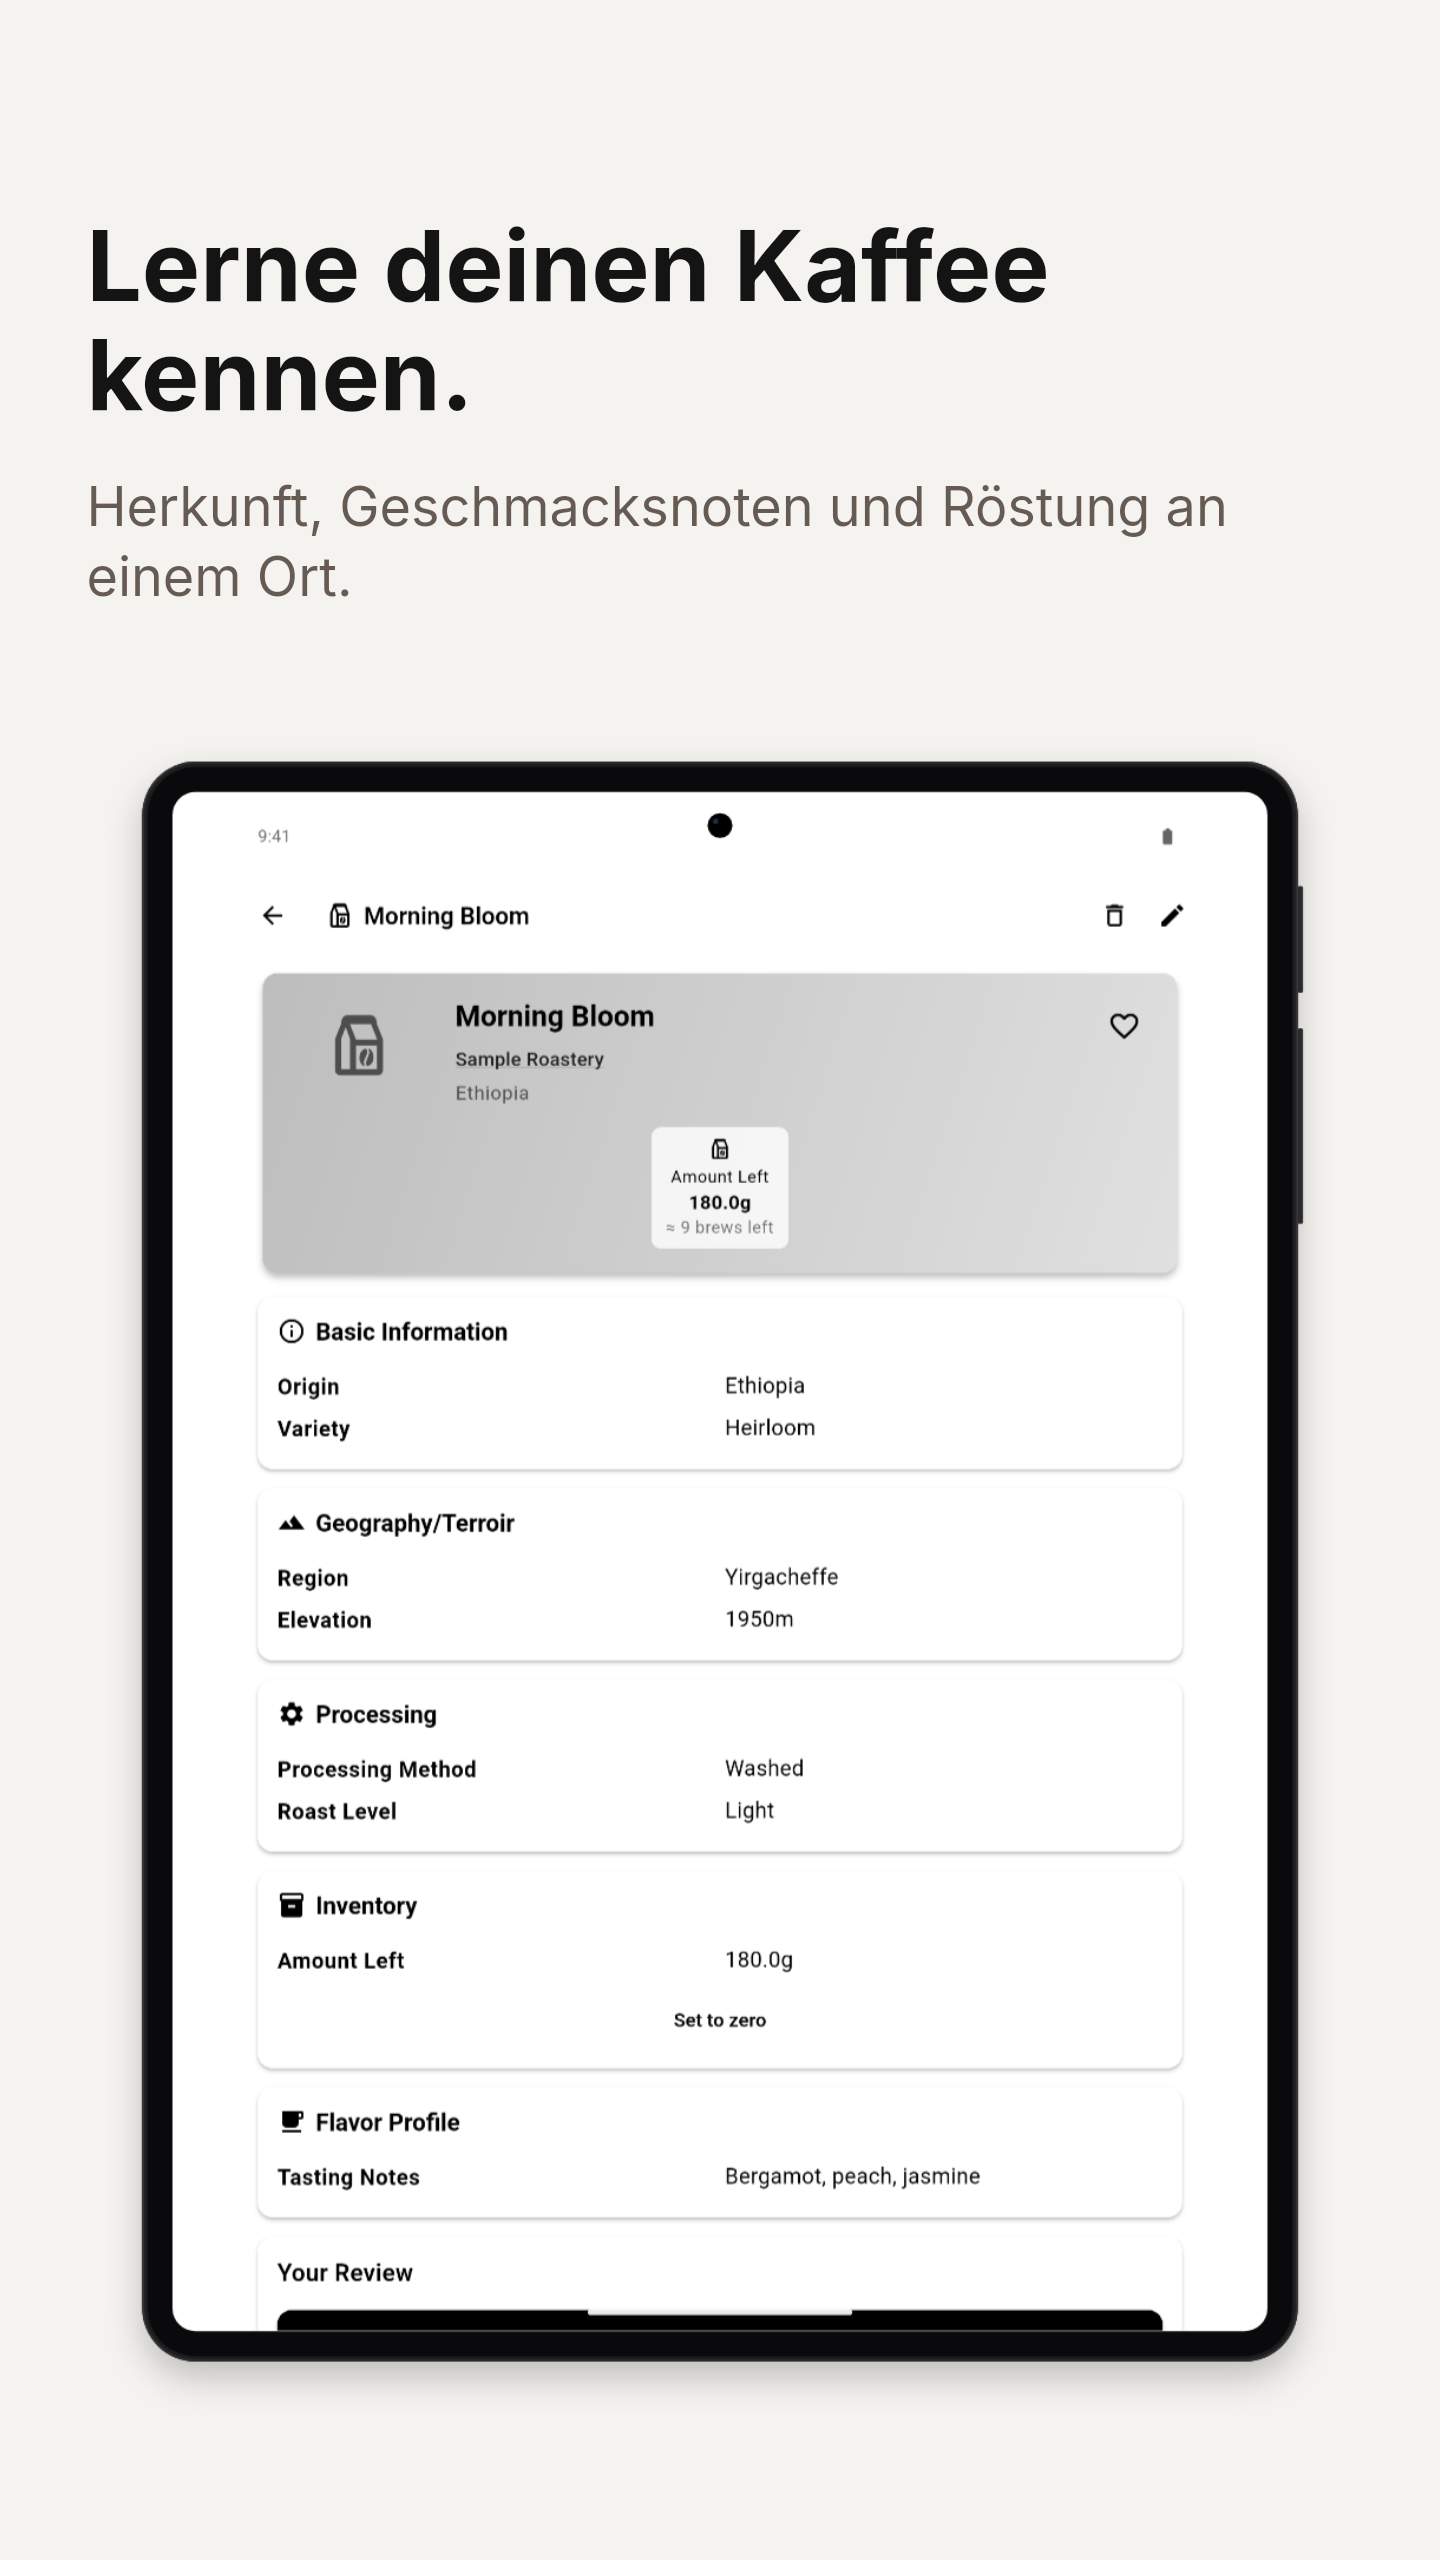 Lerne deinen Kaffee
kennen.
Herkunft, Geschmacksnoten und Röstung an
einem Ort.
9:41
Morning Bloom
Morning Bloom
Sample Roastery
Ethiopia
Amount Left
180.0g
≈ 9 brews left
Basic Information
Origin Ethiopia
Variety Heirloom
Geography/Terroir
Region Yirgacheffe
Elevation 1950m
Processing
Processing Method Washed
Roast Level Light
Inventory
Amount Left 180.0g
Set to zero
Flavor Profile
Tasting Notes Bergamot, peach, jasmine
Your Review